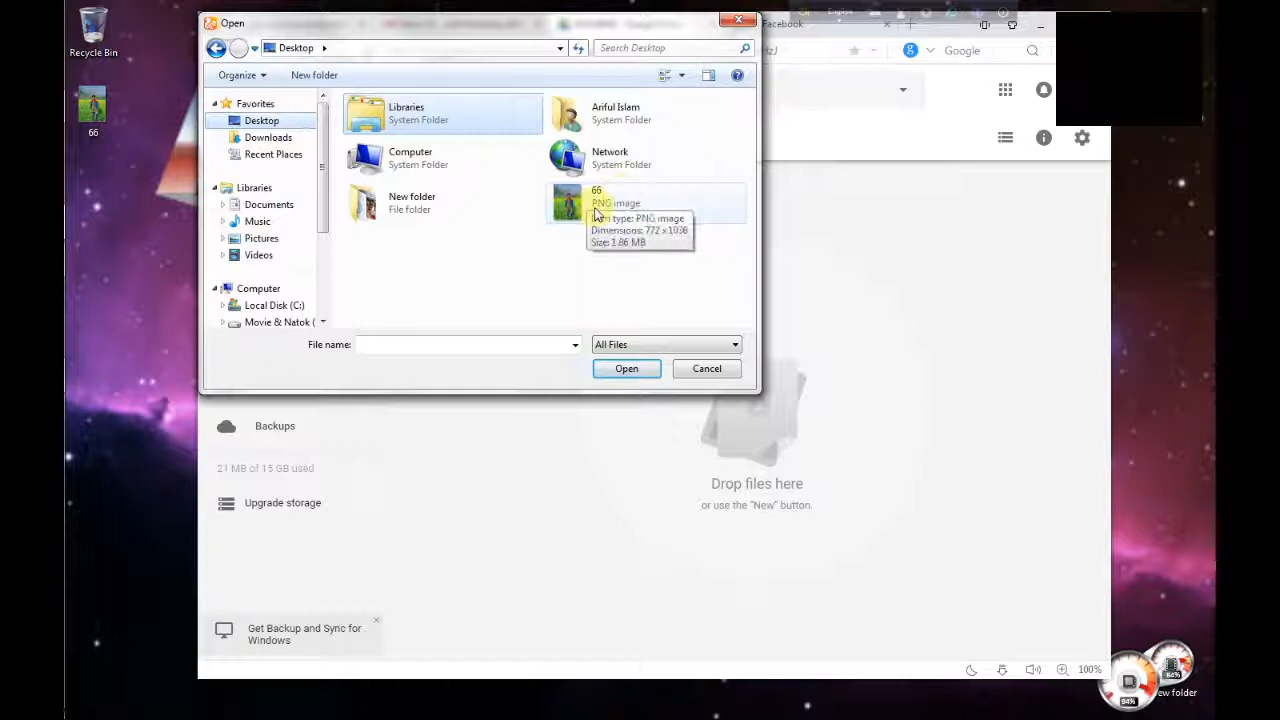 Recycle Bin
66
Open
English
Facebook
Desktop
Search Desktop
Google
Organize
New folder
Favorites
Desktop
Downloads
Recent Places
Libraries
Documents
Music
Pictures
Videos
Computer
Local Disk (C:)
Movie & Natok (
Libraries
System Folder
Ariful Islam
System Folder
Computer
System Folder
Network
System Folder
New folder
File folder
66
PNG image
Item type: PNG image
Dimensions: 772 x 1036
Size: 1.86 MB
File name:
All Files
Open
Cancel
Backups
21 MB of 15 GB used
Upgrade storage
Drop files here
or use the "New" button.
Get Backup and Sync for
Windows
100%
84%
94%
New folder